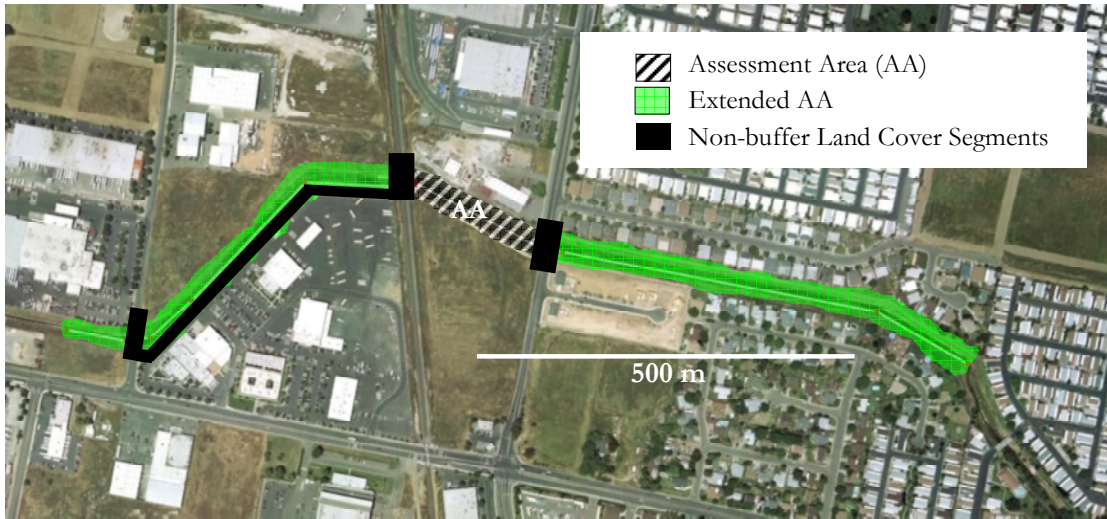 Assessment Area (AA)
Extended AA
Non-buffer Land Cover Segments
AA
500 m